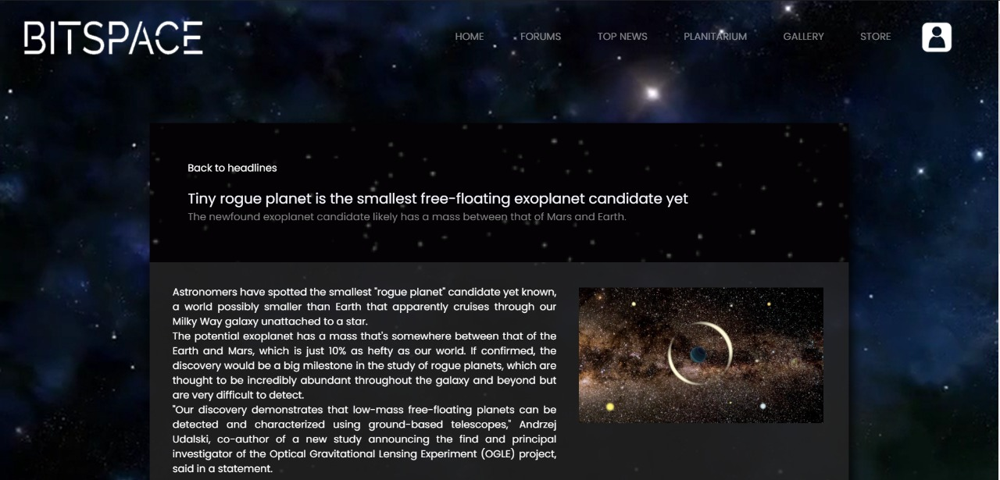 BITSPACE
HOME
FORUMS
TOP NEWS
PLANITARIUM
GALLERY
STORE
Back to headlines
Tiny rogue planet is the smallest free-floating exoplanet candidate yet
The newfound exoplanet candidate likely has a mass between that of Mars and Earth.
Astronomers have spotted the smallest "rogue planet" candidate yet known,
a world possibly smaller than Earth that apparently cruises through our
Milky Way galaxy unattached to a star.
The potential exoplanet has a mass that's somewhere between that of the
Earth and Mars, which is just 10% as hefty as our world. If confirmed, the
discovery would be a big milestone in the study of rogue planets, which are
thought to be incredibly abundant throughout the galaxy and beyond but
are very difficult to detect.
"Our discovery demonstrates that low-mass free-floating planets can be
detected and characterized using ground-based telescopes," Andrzej
Udalski, co-author of a new study announcing the find and principal
investigator of the Optical Gravitational Lensing Experiment (OGLE) project,
said in a statement.